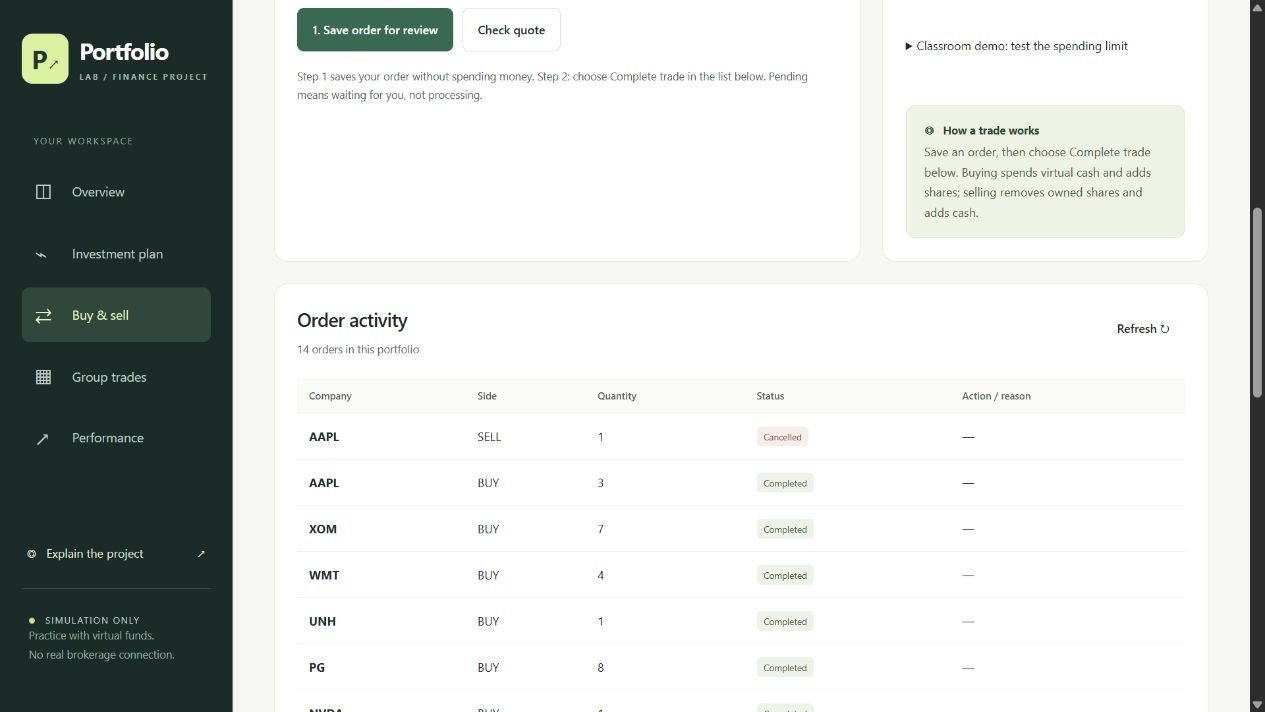 P
Portfolio
LAB / FINANCE PROJECT
YOUR WORKSPACE
Overview
Investment plan
Buy & sell
Group trades
Performance
Explain the project
SIMULATION ONLY
Practice with virtual funds.
No real brokerage connection.
1. Save order for review
Check quote
Step 1 saves your order without spending money. Step 2: choose Complete trade in the list below. Pending
means waiting for you, not processing.
Classroom demo: test the spending limit
How a trade works
Save an order, then choose Complete trade
below. Buying spends virtual cash and adds
shares; selling removes owned shares and
adds cash.
Order activity
14 orders in this portfolio
Refresh ↻
Company Side Quantity Status Action / reason
AAPL SELL 1 Cancelled —
AAPL BUY 3 Completed —
XOM BUY 7 Completed —
WMT BUY 4 Completed —
UNH BUY 1 Completed —
PG BUY 8 Completed —